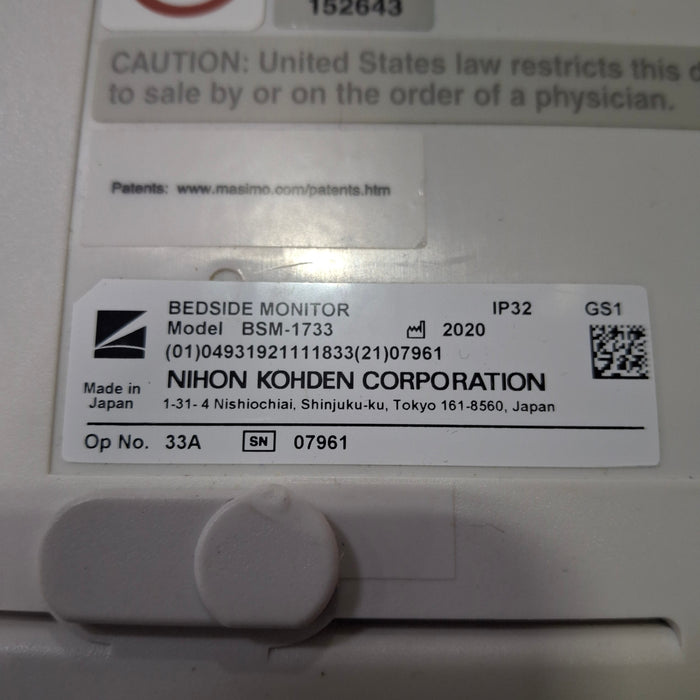 152643
CAUTION: United States law restricts this d
to sale by or on the order of a physician.
Patents: www.masimo.com/patents.htm
BEDSIDE MONITOR IP32 GS1
Model BSM-1733 2020
(01)04931921111833(21)07961
NIHON KOHDEN CORPORATION
Made in Japan
1-31- 4 Nishiochiai, Shinjuku-ku, Tokyo 161-8560, Japan
Op No. 33A SN 07961